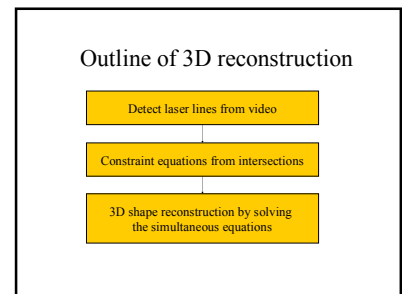 Outline of 3D reconstruction
Detect laser lines from video
Constraint equations from intersections
3D shape reconstruction by solving
the simultaneous equations